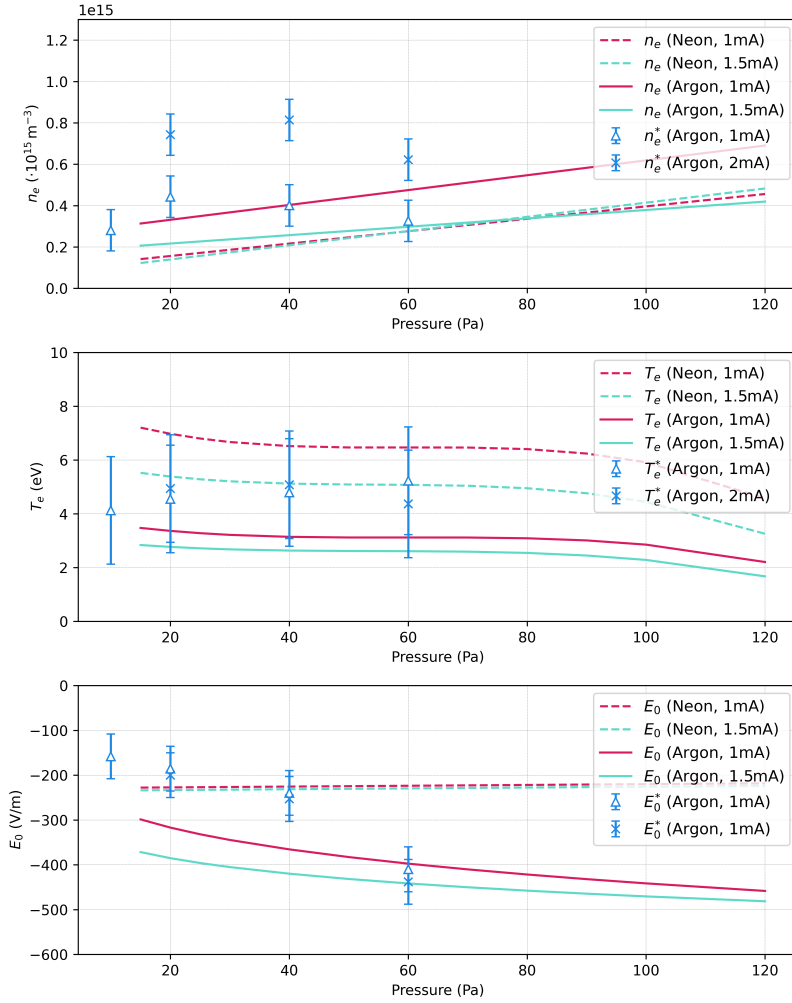 1e15
1.2
1.0
0.8
0.6
0.4
0.2
0.0
n_e (·10^15 m^−3)
n_e (Neon, 1mA)
n_e (Neon, 1.5mA)
n_e (Argon, 1mA)
n_e (Argon, 1.5mA)
n_e^* (Argon, 1mA)
n_e^* (Argon, 2mA)
20 40 60 80 100 120
Pressure (Pa)
10
8
6
4
2
0
T_e (eV)
T_e (Neon, 1mA)
T_e (Neon, 1.5mA)
T_e (Argon, 1mA)
T_e (Argon, 1.5mA)
T_e^* (Argon, 1mA)
T_e^* (Argon, 2mA)
20 40 60 80 100 120
Pressure (Pa)
0
−100
−200
−300
−400
−500
−600
E_0 (V/m)
E_0 (Neon, 1mA)
E_0 (Neon, 1.5mA)
E_0 (Argon, 1mA)
E_0 (Argon, 1.5mA)
E_0^* (Argon, 1mA)
E_0^* (Argon, 1mA)
20 40 60 80 100 120
Pressure (Pa)